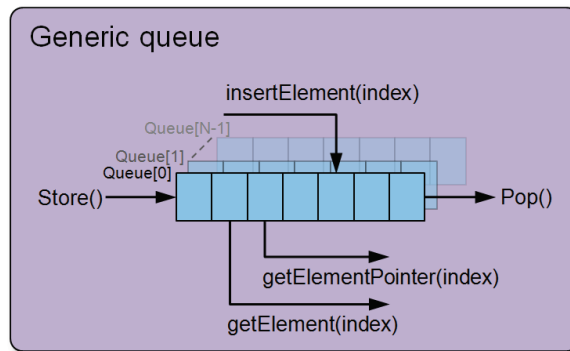 Generic queue
insertElement(index)
Queue[N-1]
Queue[1]
Queue[0]
Store()
Pop()
getElementPointer(index)
getElement(index)